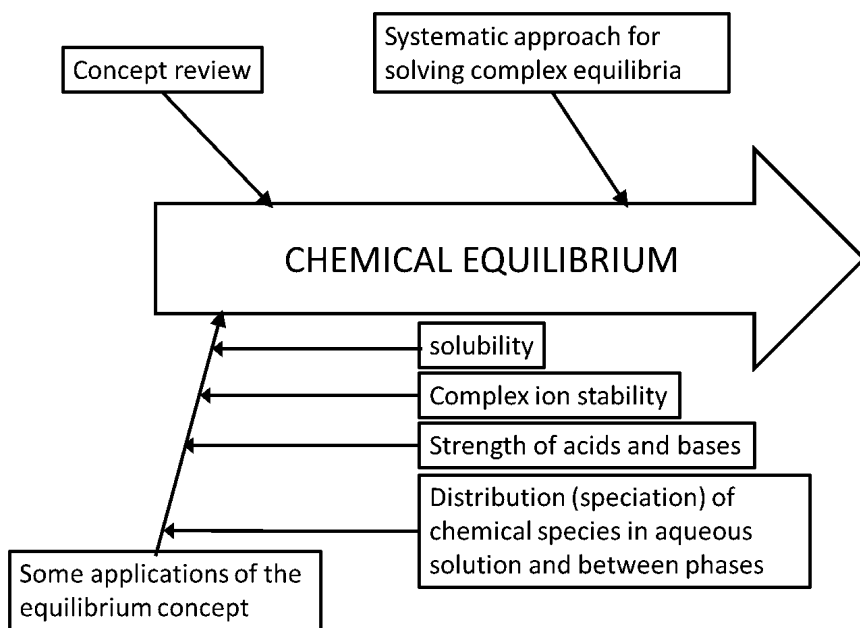 Concept review
Systematic approach for
solving complex equilibria
CHEMICAL EQUILIBRIUM
solubility
Complex ion stability
Strength of acids and bases
Distribution (speciation) of
chemical species in aqueous
solution and between phases
Some applications of the
equilibrium concept